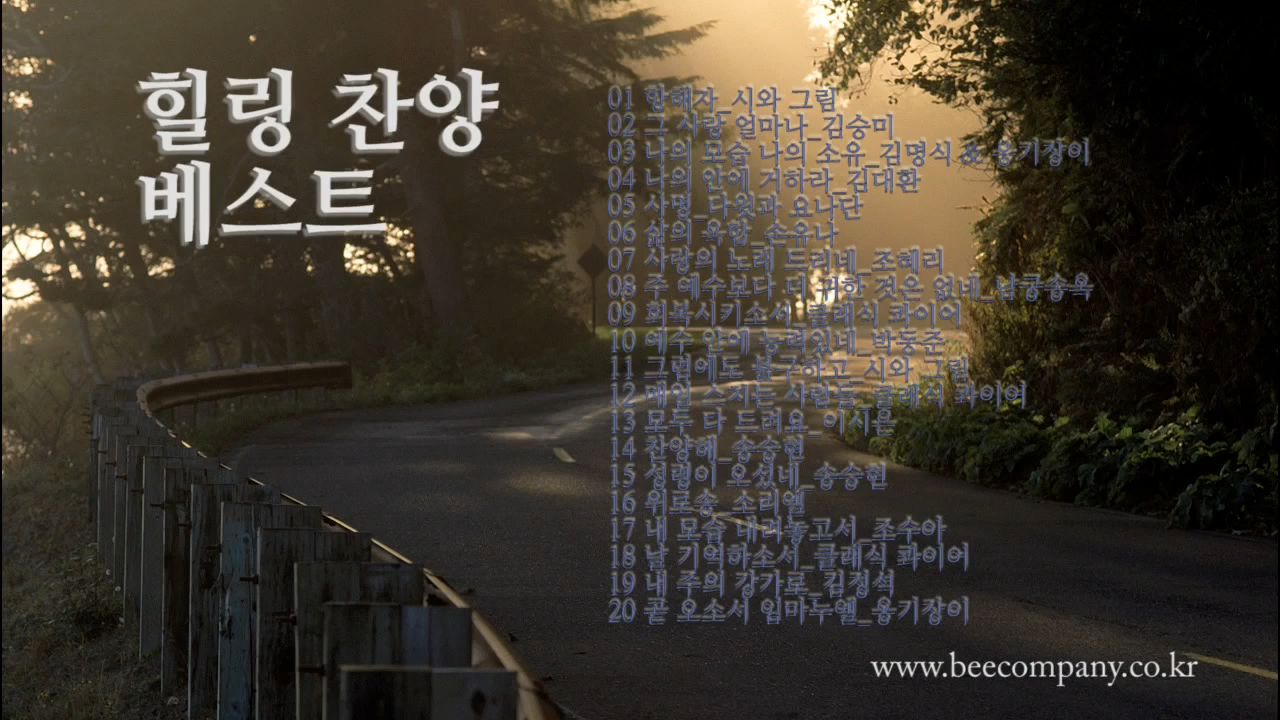 힐링 찬양
베스트
01 항해자_시와 그림
02 그 사랑 얼마나_김승미
03 나의 모습 나의 소유_김명식 & 옹기장이
04 나의 안에 거하라_김대환
05 사명_다윗과 요나단
06 삶의 옥합_손유나
07 사랑의 노래 드리네_조혜리
08 주 예수보다 더 귀한 것은 없네_남궁송옥
09 회복시키소서_클래식 콰이어
10 예수 안에 능력있네_박동준
11 그럼에도 불구하고_시와 그림
12 매일 스치는 사람들_클래식 콰이어
13 모두 다 드려요_이시은
14 찬양해_송승현
15 성령이 오셨네_송승현
16 위로송_소리엘
17 내 모습 내려놓고서_조수아
18 날 기억하소서_클래식 콰이어
19 내 주의 강가로_김정석
20 곧 오소서 임마누엘_옹기장이
www.beecompany.co.kr